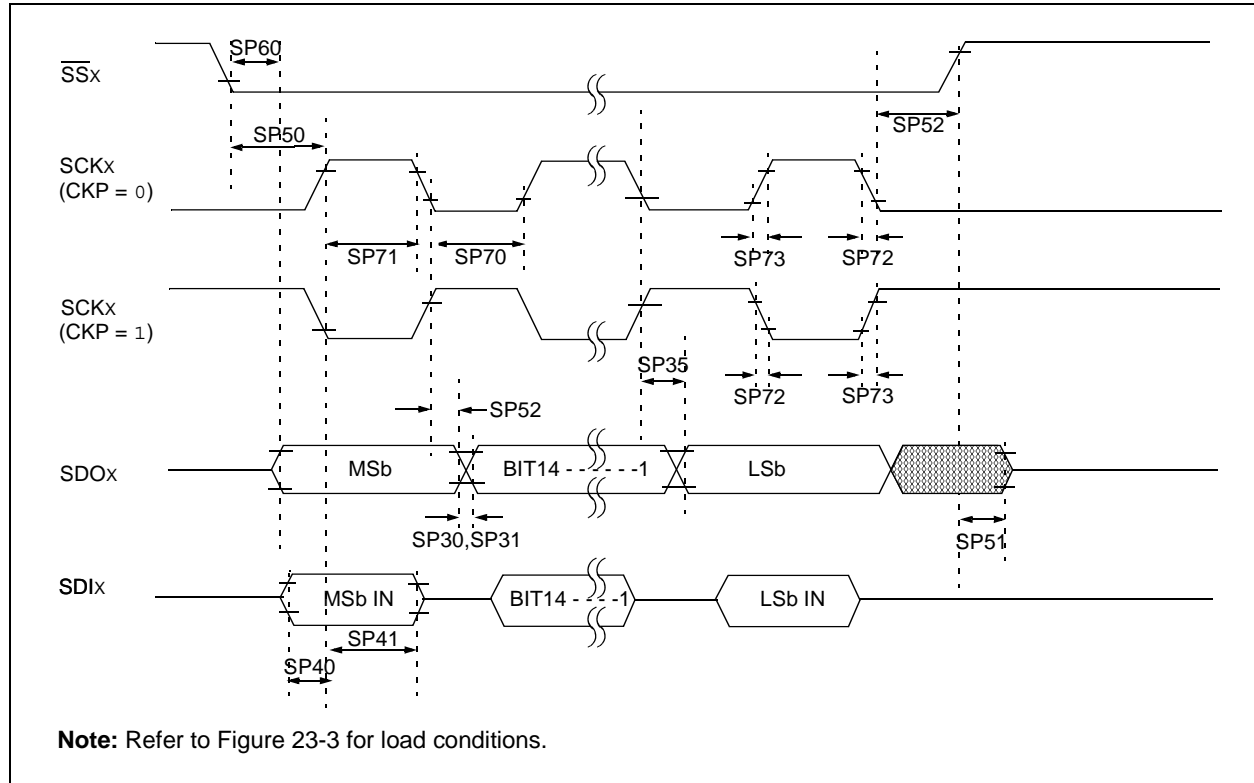 SP60
SSX
SP52
SP50
SCKX
(CKP = 0)
SP71
SP70
SP73
SP72
SCKX
(CKP = 1)
SP35
SP72
SP73
SP52
SDOX
MSb
BIT14 - - - - - -1
LSb
SP30,SP31
SP51
SDIX
MSb IN
BIT14 - - - -1
LSb IN
SP41
SP40
Note: Refer to Figure 23-3 for load conditions.